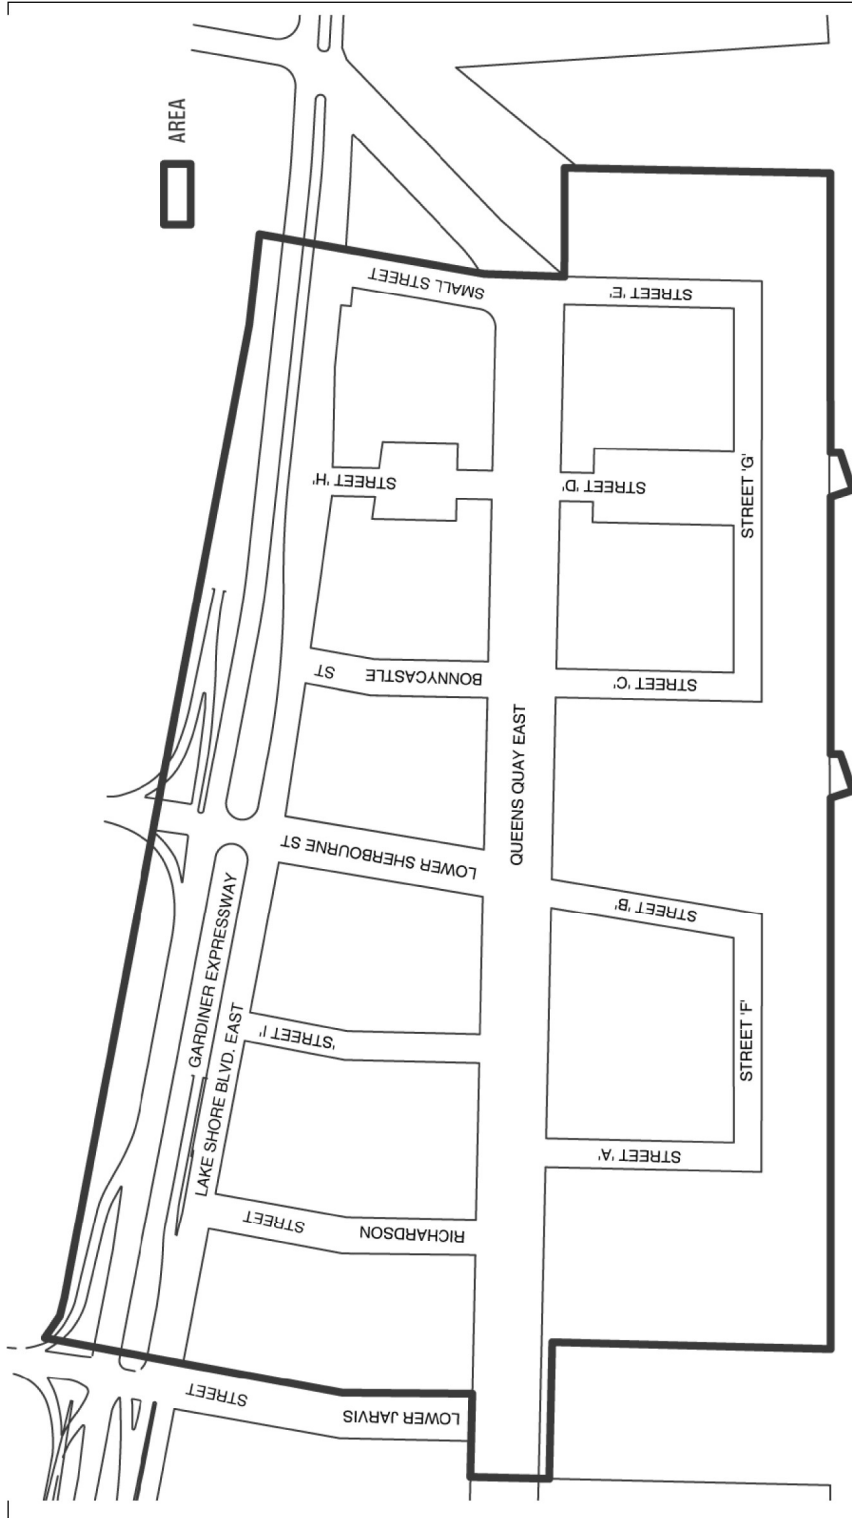 AREA
SMALL STREET
STREET 'E'
STREET 'H'
STREET 'D'
STREET 'G'
BONNYCASTLE ST
STREET 'C'
QUEENS QUAY EAST
LOWER SHERBOURNE ST
STREET 'B'
GARDINER EXPRESSWAY
LAKE SHORE BLVD. EAST
'STREET I'
STREET 'F'
STREET 'A'
RICHARDSON STREET
LOWER JARVIS STREET